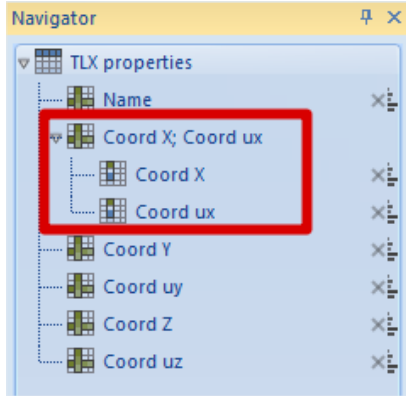 Navigator
TLX properties
Name
Coord X; Coord ux
Coord X
Coord ux
Coord Y
Coord uy
Coord Z
Coord uz